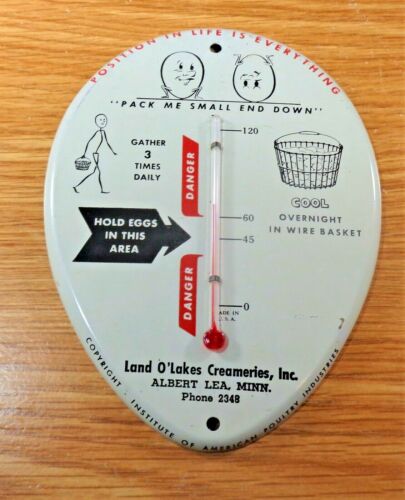 POSITION IN LIFE IS EVERYTHING
"PACK ME SMALL END DOWN"
GATHER
3
TIMES
DAILY
DANGER
120
COOL
OVERNIGHT
IN WIRE BASKET
HOLD EGGS
IN THIS
AREA
60
45
DANGER
0
MADE IN
U.S.A.
Land O'Lakes Creameries, Inc.
ALBERT LEA, MINN.
Phone 2348
COPYRIGHT - INSTITUTE OF AMERICAN POULTRY INDUSTRIES